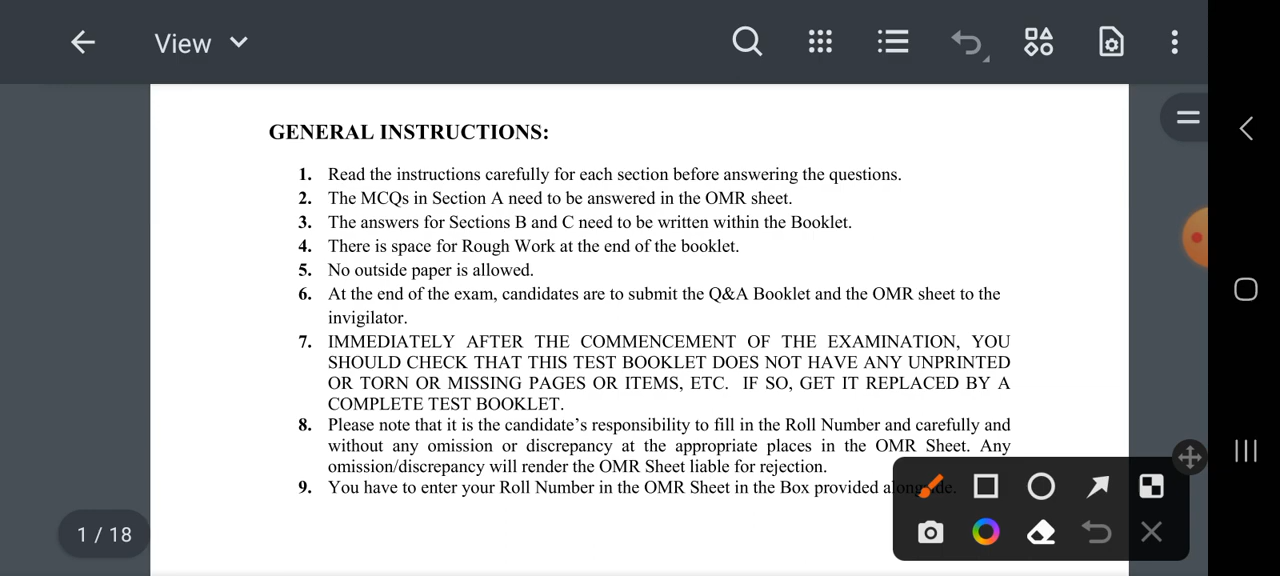 View
GENERAL INSTRUCTIONS:
1. Read the instructions carefully for each section before answering the questions.
2. The MCQs in Section A need to be answered in the OMR sheet.
3. The answers for Sections B and C need to be written within the Booklet.
4. There is space for Rough Work at the end of the booklet.
5. No outside paper is allowed.
6. At the end of the exam, candidates are to submit the Q&A Booklet and the OMR sheet to the
invigilator.
7. IMMEDIATELY AFTER THE COMMENCEMENT OF THE EXAMINATION, YOU
SHOULD CHECK THAT THIS TEST BOOKLET DOES NOT HAVE ANY UNPRINTED
OR TORN OR MISSING PAGES OR ITEMS, ETC. IF SO, GET IT REPLACED BY A
COMPLETE TEST BOOKLET.
8. Please note that it is the candidate’s responsibility to fill in the Roll Number and carefully and
without any omission or discrepancy at the appropriate places in the OMR Sheet. Any
omission/discrepancy will render the OMR Sheet liable for rejection.
9. You have to enter your Roll Number in the OMR Sheet in the Box provided alongside.
1 / 18